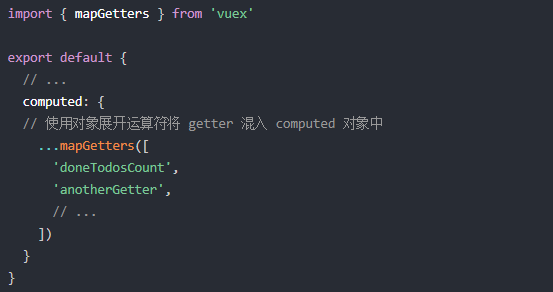 import { mapGetters } from 'vuex'
export default {
// ...
computed: {
// 使用对象展开运算符将 getter 混入 computed 对象中
...mapGetters([
'doneTodosCount',
'anotherGetter',
// ...
])
}
}